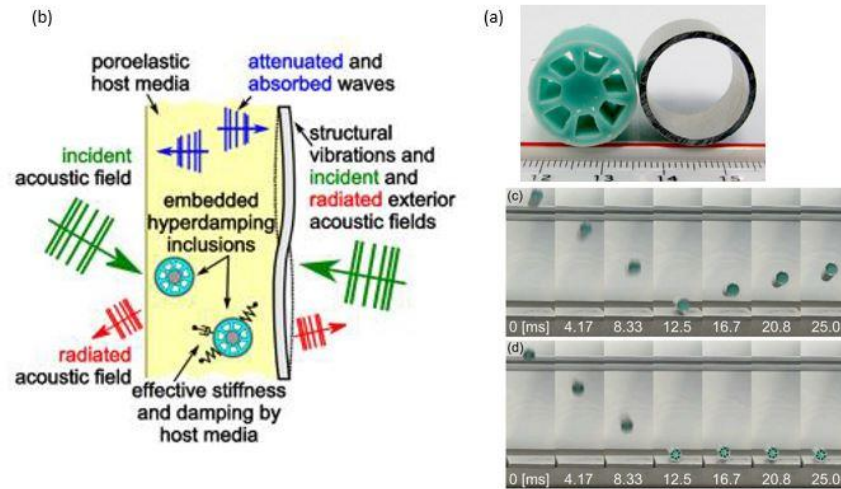 (b)
poroelastic
host media
attenuated and
absorbed waves
incident
acoustic field
structural
vibrations and
incident and
radiated exterior
acoustic fields
embedded
hyperdamping
inclusions
radiated
acoustic field
effective stiffness
and damping by
host media
(a)
12 13 14 15
(c)
0 [ms] 4.17 8.33 12.5 16.7 20.8 25.0
(d)
0 [ms] 4.17 8.33 12.5 16.7 20.8 25.0